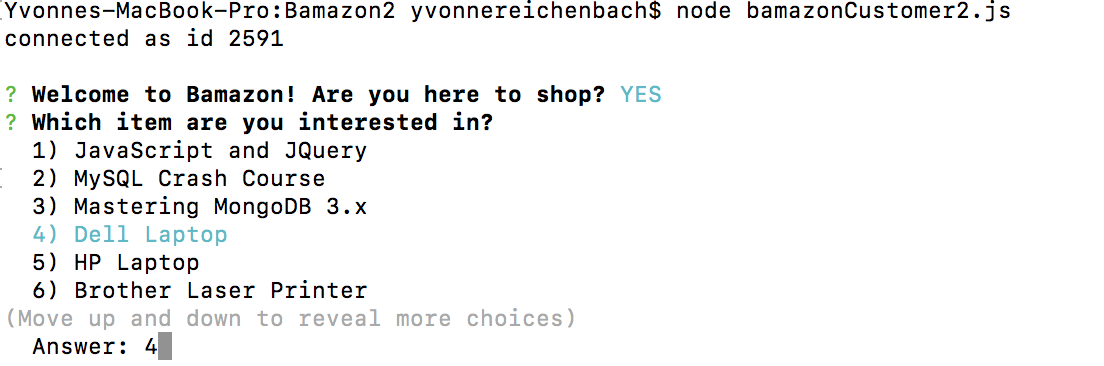 Yvonnes-MacBook-Pro:Bamazon2 yvonnereichenbach$ node bamazonCustomer2.js
connected as id 2591
? Welcome to Bamazon! Are you here to shop? YES
? Which item are you interested in?
1) JavaScript and JQuery
2) MySQL Crash Course
3) Mastering MongoDB 3.x
4) Dell Laptop
5) HP Laptop
6) Brother Laser Printer
(Move up and down to reveal more choices)
Answer: 4